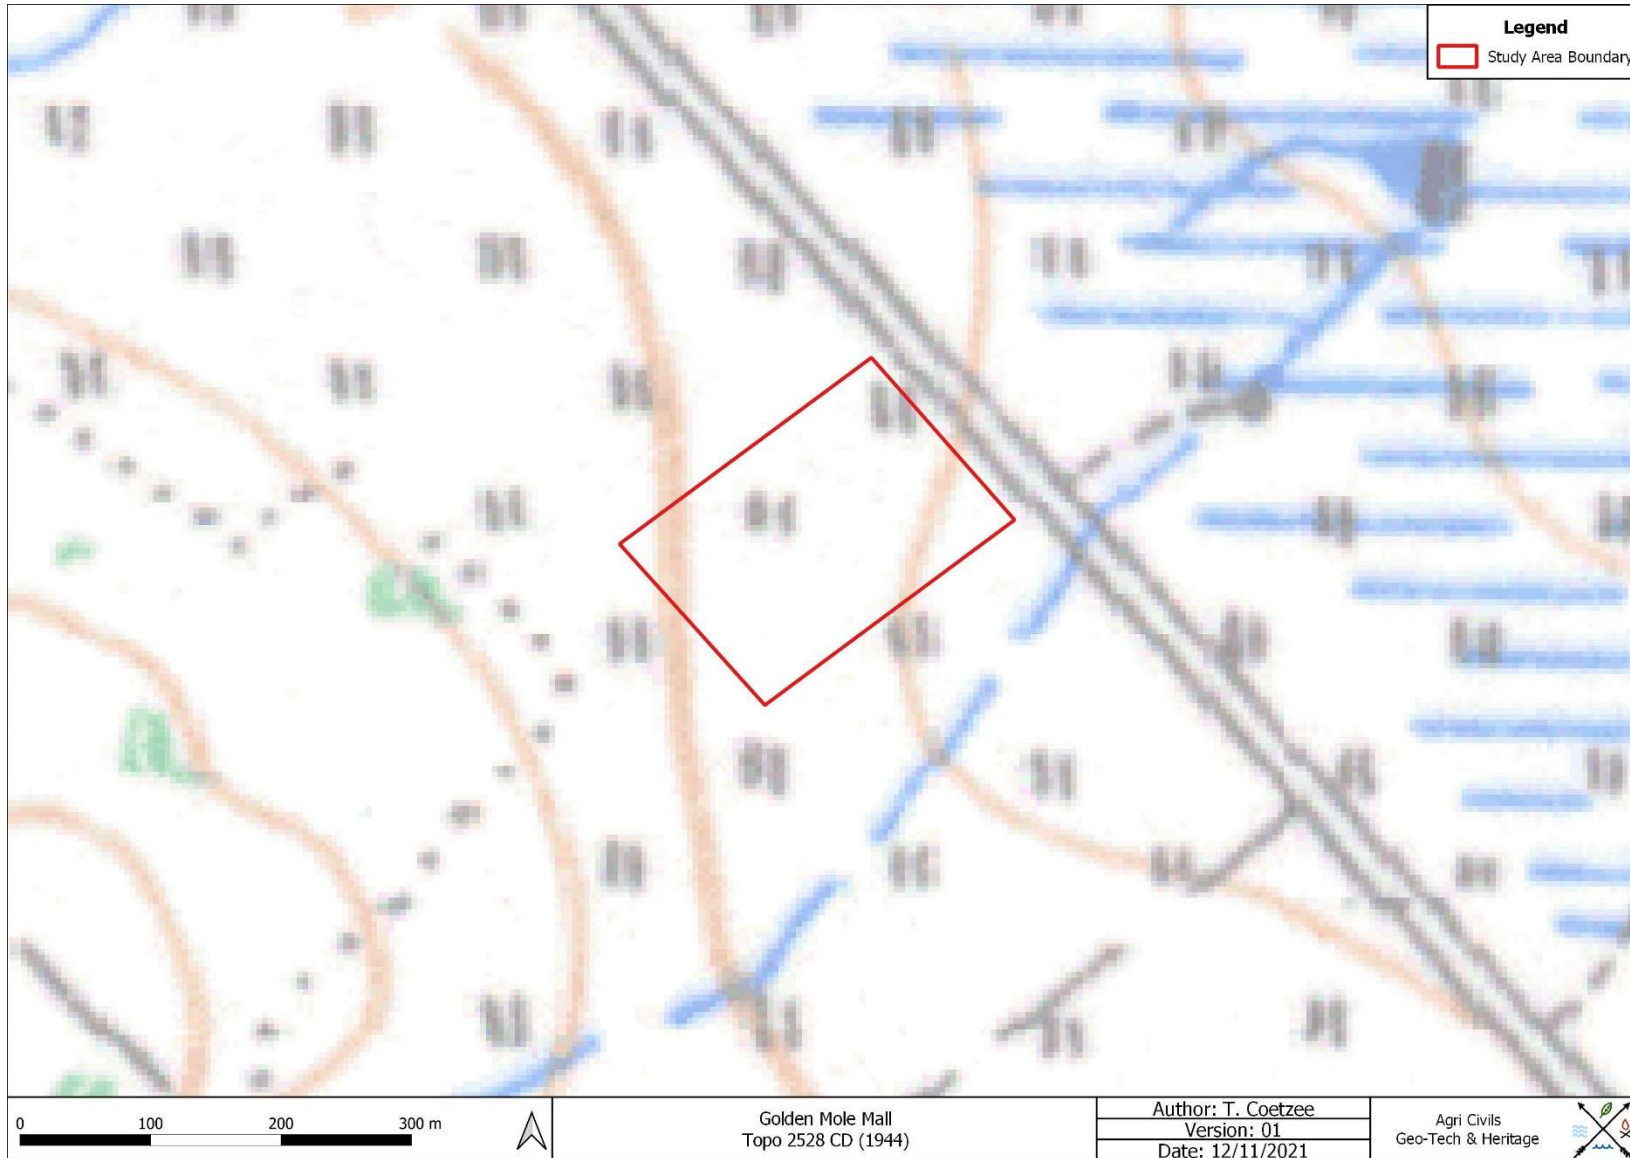 Legend
Study Area Boundary
0 100 200 300 m
Golden Mole Mall
Topo 2528 CD (1944)
Author: T. Coetzee
Version: 01
Date: 12/11/2021
Agri Civils
Geo-Tech & Heritage